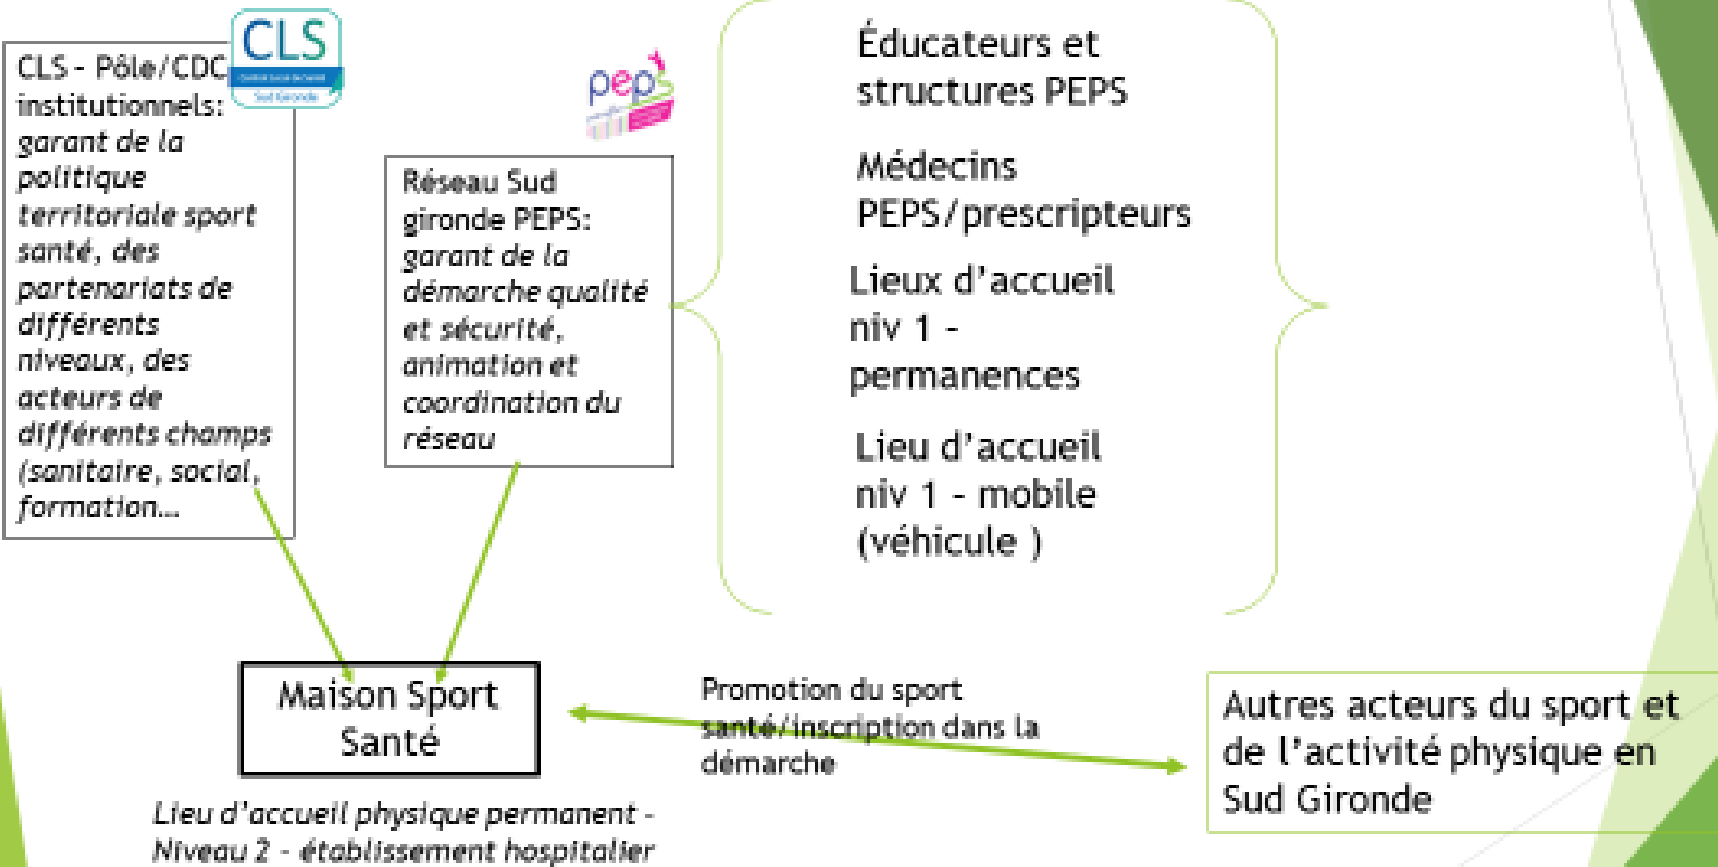 CLS
Sud Gironde
CLS - Pôle/CDC
institutionnels:
garant de la
politique
territoriale sport
santé, des
partenariats de
différents
niveaux, des
acteurs de
différents champs
(sanitaire, social,
formation…
peps
Réseau Sud
gironde PEPS:
garant de la
démarche qualité
et sécurité,
animation et
coordination du
réseau
Éducateurs et
structures PEPS
Médecins
PEPS/prescripteurs
Lieux d’accueil
niv 1 -
permanences
Lieu d’accueil
niv 1 - mobile
(véhicule )
Maison Sport
Santé
Lieu d’accueil physique permanent -
Niveau 2 - établissement hospitalier
Promotion du sport
santé/inscription dans la
démarche
Autres acteurs du sport et
de l’activité physique en
Sud Gironde